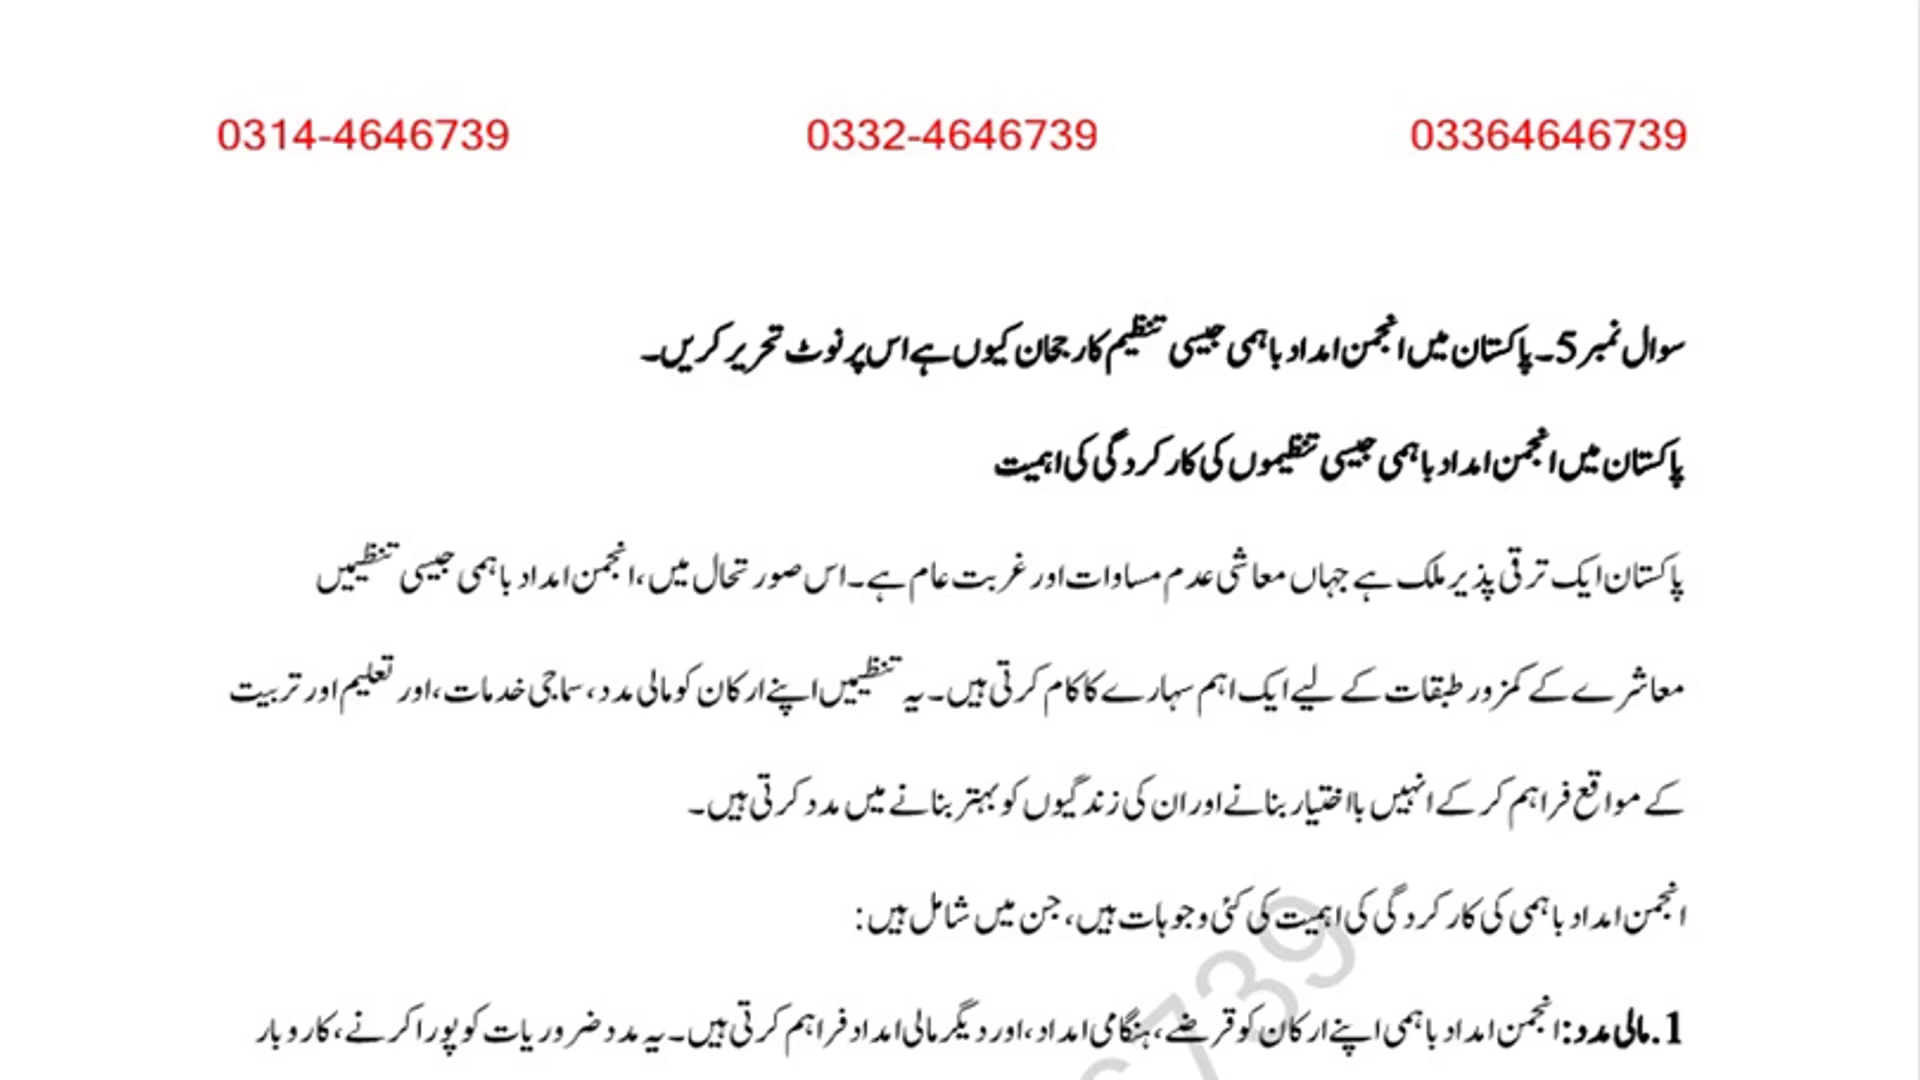 0314-4646739 0332-4646739 03364646739
سوال نمبر 5۔ پاکستان میں انجمن امداد باہمی جیسی تنظیم کا رجحان کیوں ہے اس پر نوٹ تحریر کریں۔
پاکستان میں انجمن امداد باہمی جیسی تنظیموں کی کارکردگی کی اہمیت
پاکستان ایک ترقی پذیر ملک ہے جہاں معاشی عدم مساوات اور غربت عام ہے۔ اس صورتحال میں، انجمن امداد باہمی جیسی تنظیمیں
معاشرے کے کمزور طبقات کے لیے ایک اہم سہارے کا کام کرتی ہیں۔ یہ تنظیمیں اپنے ارکان کو مالی مدد، سماجی خدمات، اور تعلیم اور تربیت
کے مواقع فراہم کر کے انہیں بااختیار بنانے اور ان کی زندگیوں کو بہتر بنانے میں مدد کرتی ہیں۔
انجمن امداد باہمی کی کارکردگی کی اہمیت کی کئی وجوہات ہیں، جن میں شامل ہیں:
1. مالی مدد: انجمن امداد باہمی اپنے ارکان کو قرضے، ہنگامی امداد، اور دیگر مالی امداد فراہم کرتی ہیں۔ یہ مدد ضروریات کو پورا کرنے، کاروبار
6739